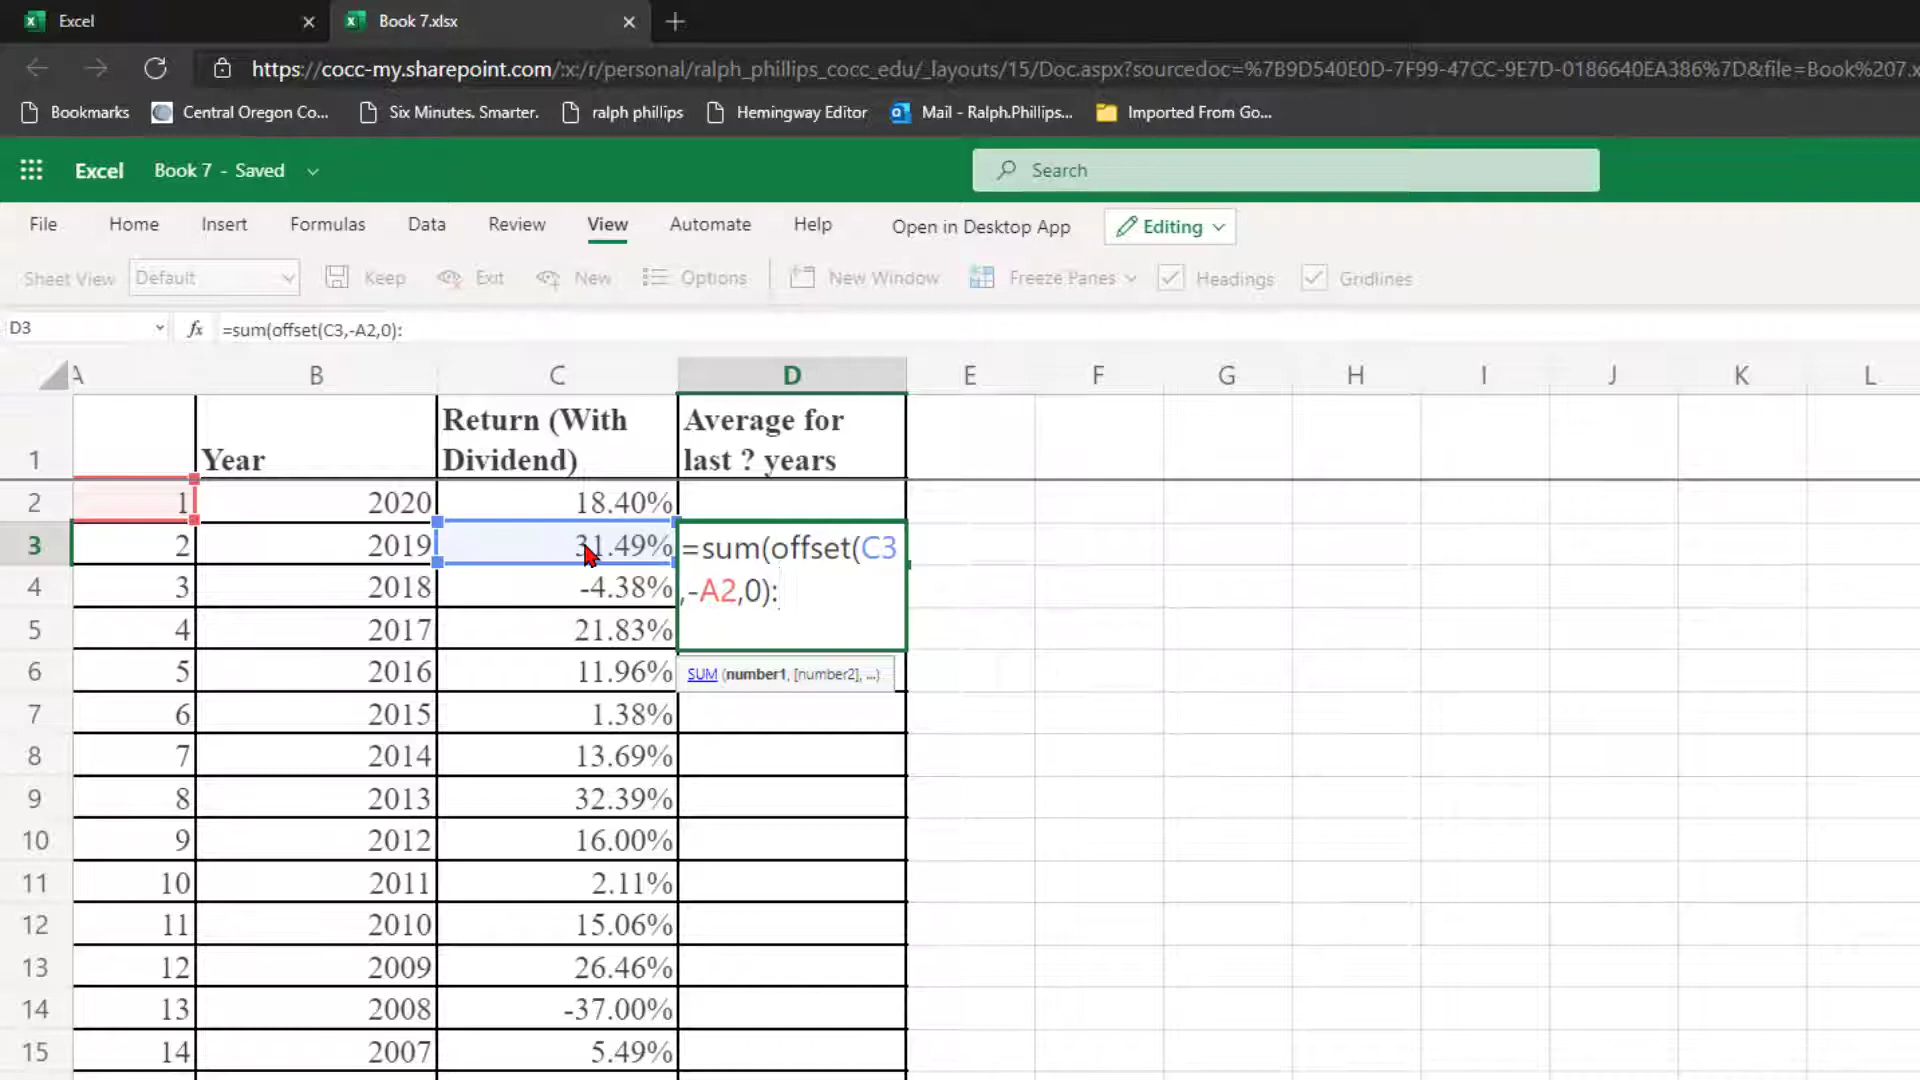 Excel
Book 7.xlsx
https://cocc-my.sharepoint.com/:x:/r/personal/ralph_phillips_cocc_edu/_layouts/15/Doc.aspx?sourcedoc=%7B9D540E0D-7F99-47CC-9E7D-0186640EA386%7D&file=Book%207.x
Bookmarks Central Oregon Co... Six Minutes. Smarter. ralph phillips Hemingway Editor Mail - Ralph.Phillips... Imported From Go...
Excel Book 7 - Saved Search
File Home Insert Formulas Data Review View Automate Help Open in Desktop App Editing
Sheet View Default Keep Exit New Options New Window Freeze Panes Headings Gridlines
D3 fx =sum(offset(C3,-A2,0):
A B C D E F G H I J K L
Return (With Average for
1 Year Dividend) last ? years
2 1 2020 18.40%
3 2 2019 31.49% =sum(offset(C3
4 3 2018 -4.38% ,-A2,0):
5 4 2017 21.83%
6 5 2016 11.96% SUM (number1, [number2], ...)
7 6 2015 1.38%
8 7 2014 13.69%
9 8 2013 32.39%
10 9 2012 16.00%
11 10 2011 2.11%
12 11 2010 15.06%
13 12 2009 26.46%
14 13 2008 -37.00%
15 14 2007 5.49%